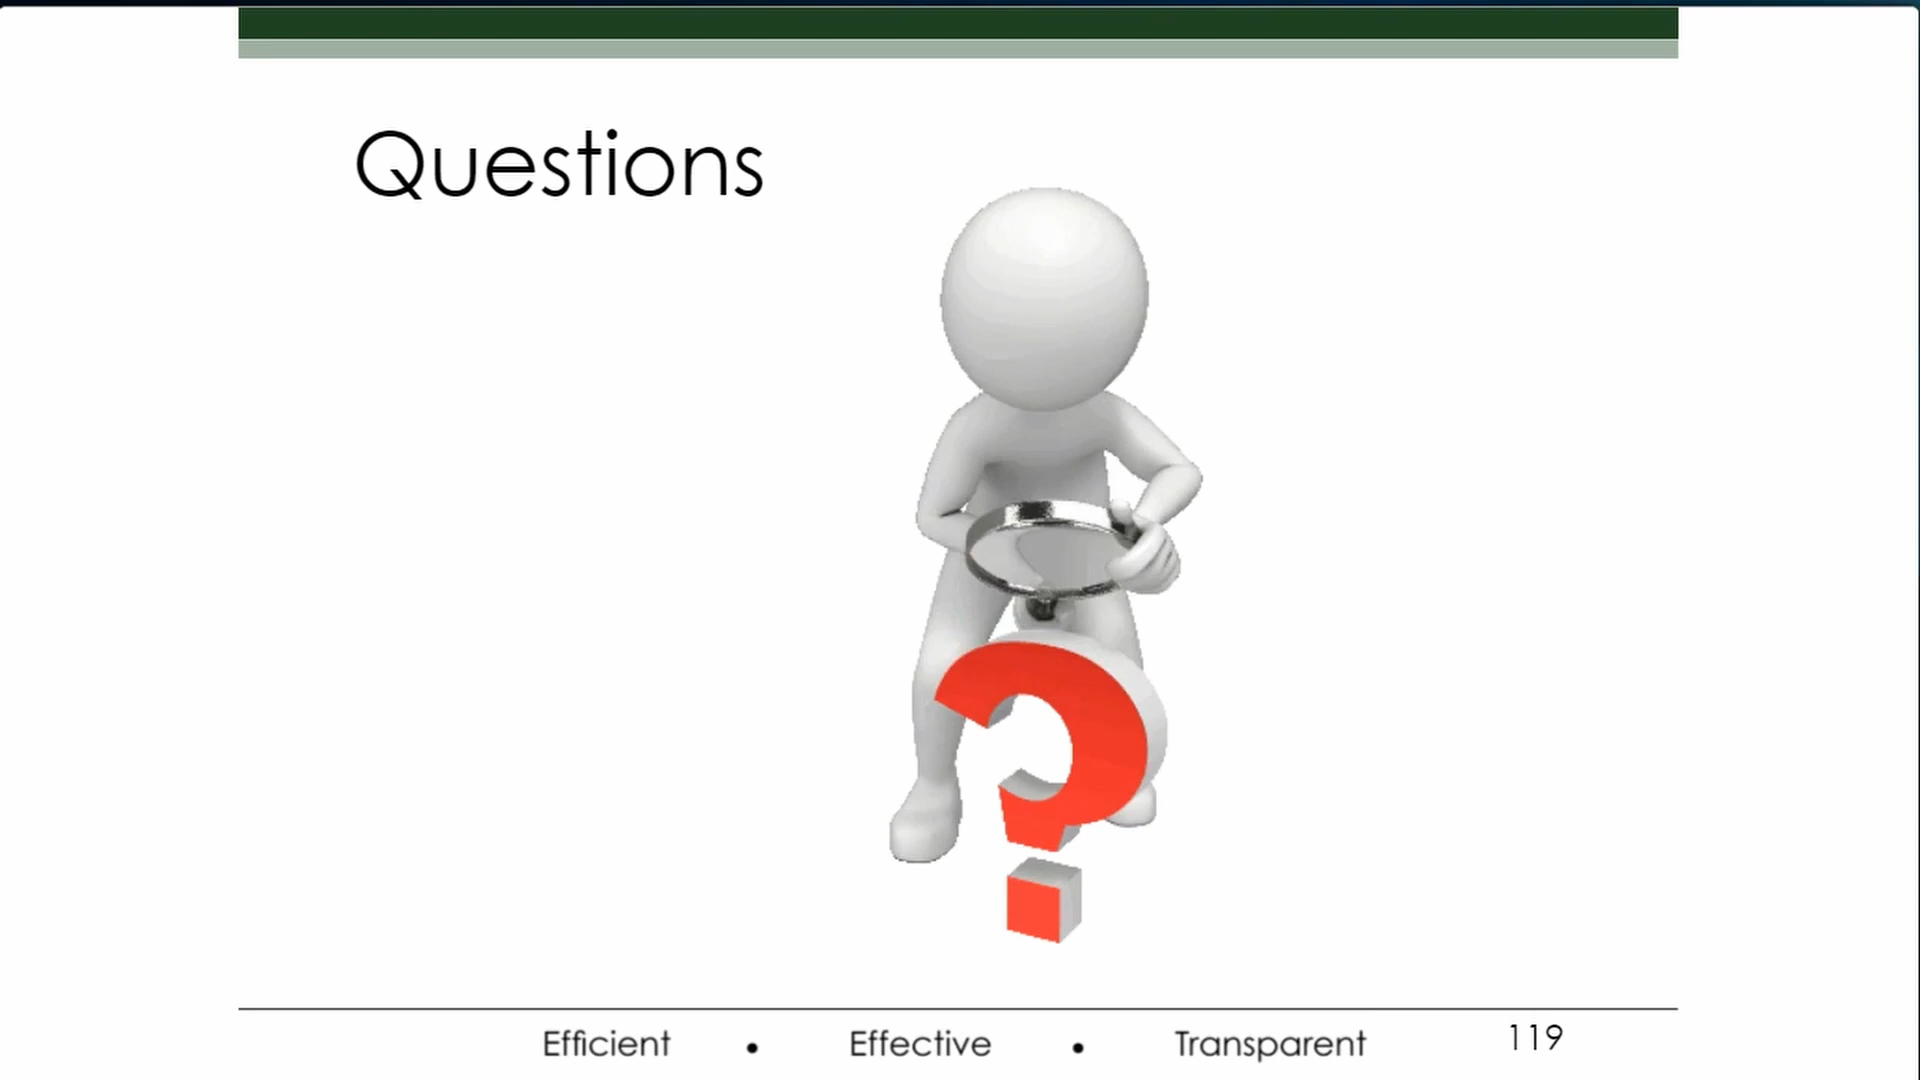 Questions
?
Efficient • Effective • Transparent 119